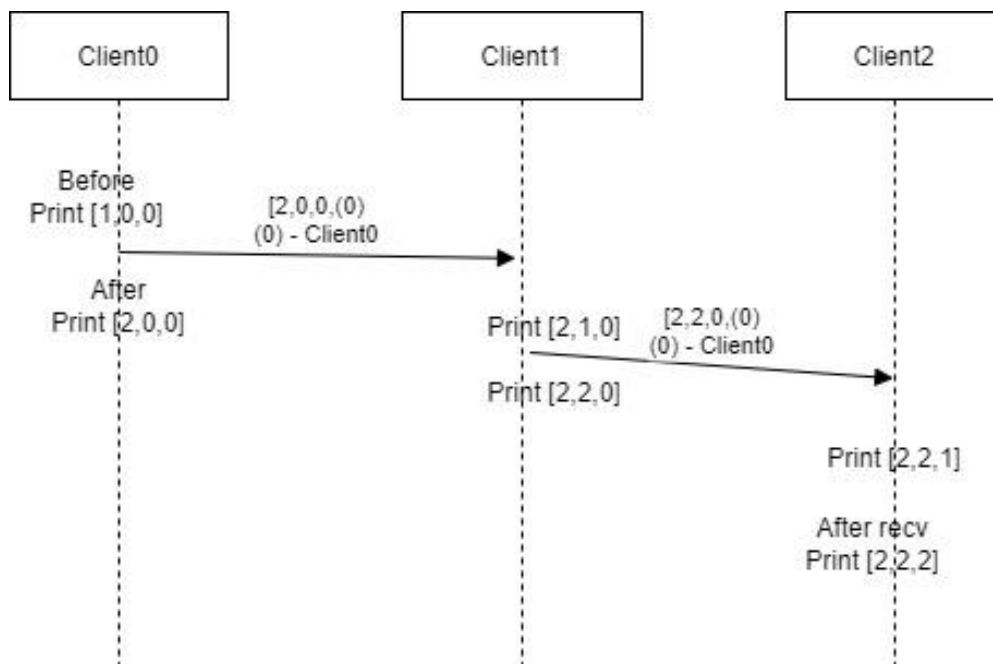 Client0
Client1
Client2
Before
Print [1,0,0]
[2,0,0,(0)
(0) - Client0
After
Print [2,0,0]
Print [2,1,0]
[2,2,0,(0)
(0) - Client0
Print [2,2,0]
Print [2,2,1]
After recv
Print [2,2,2]